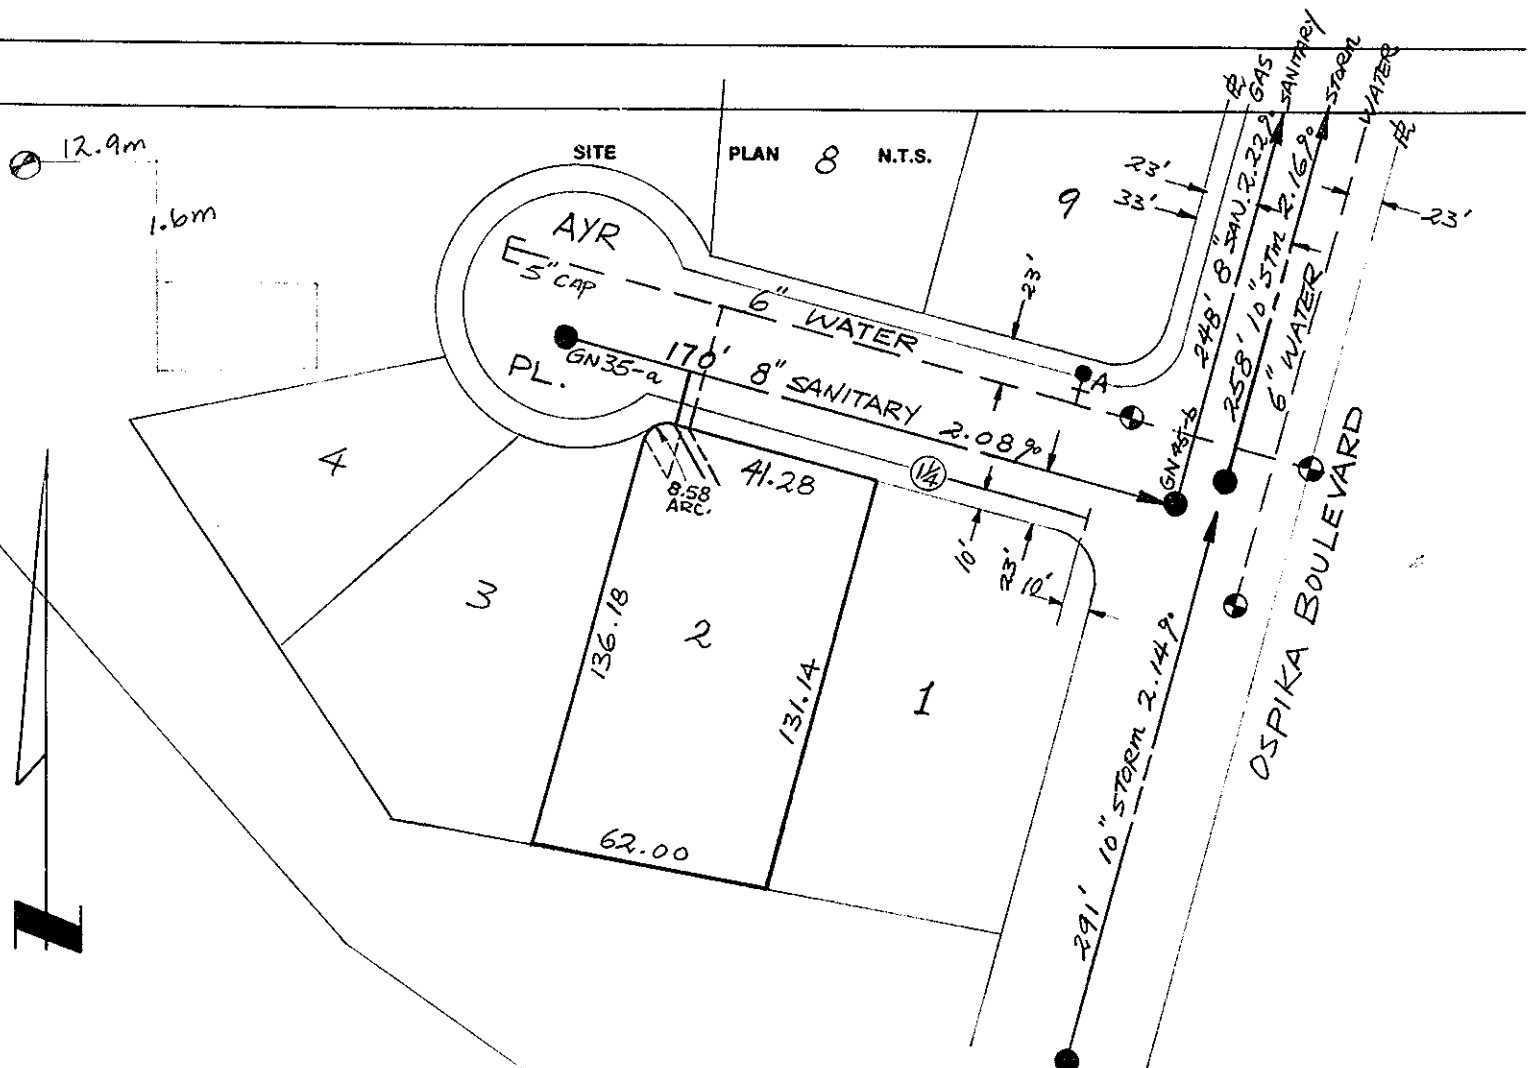 12.9m
1.6m
SITE PLAN N.T.S.
8
9
AYR
PL.
5" CAP
6" WATER
GN35-a
170' 8" SANITARY 2.08%
A
23'
23'
33'
23'
℄ GAS
SANITARY
STORM
WATER
248' 8" SAN. 2.22%
258' 10" STM 2.16%
6" WATER
GN45-b
1¼
10'
23'
10'
4
3
2
1
8.58
ARC.
41.28
136.18
131.14
62.00
291' 10" STORM 2.14%
OSPIKA BOULEVARD